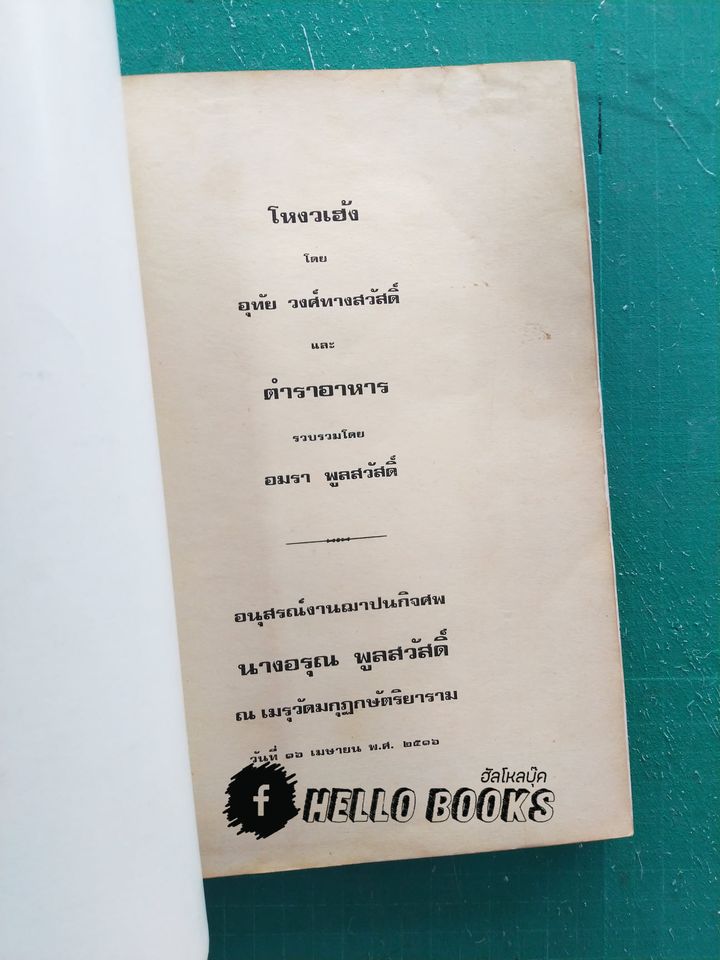 โหงวเฮ้ง
โดย
อุทัย วงศ์ทางสวัสดิ์
และ
ตำราอาหาร
รวบรวมโดย
อมรา พูลสวัสดิ์
อนุสรณ์งานฌาปนกิจศพ
นางอรุณ พูลสวัสดิ์
ณ เมรุวัดมกุฏกษัตริยาราม
วันที่ ๑๖ เมษายน พ.ศ. ๒๕๑๖
ฮัลโหลบุ๊ค
f HELLO BOOKS